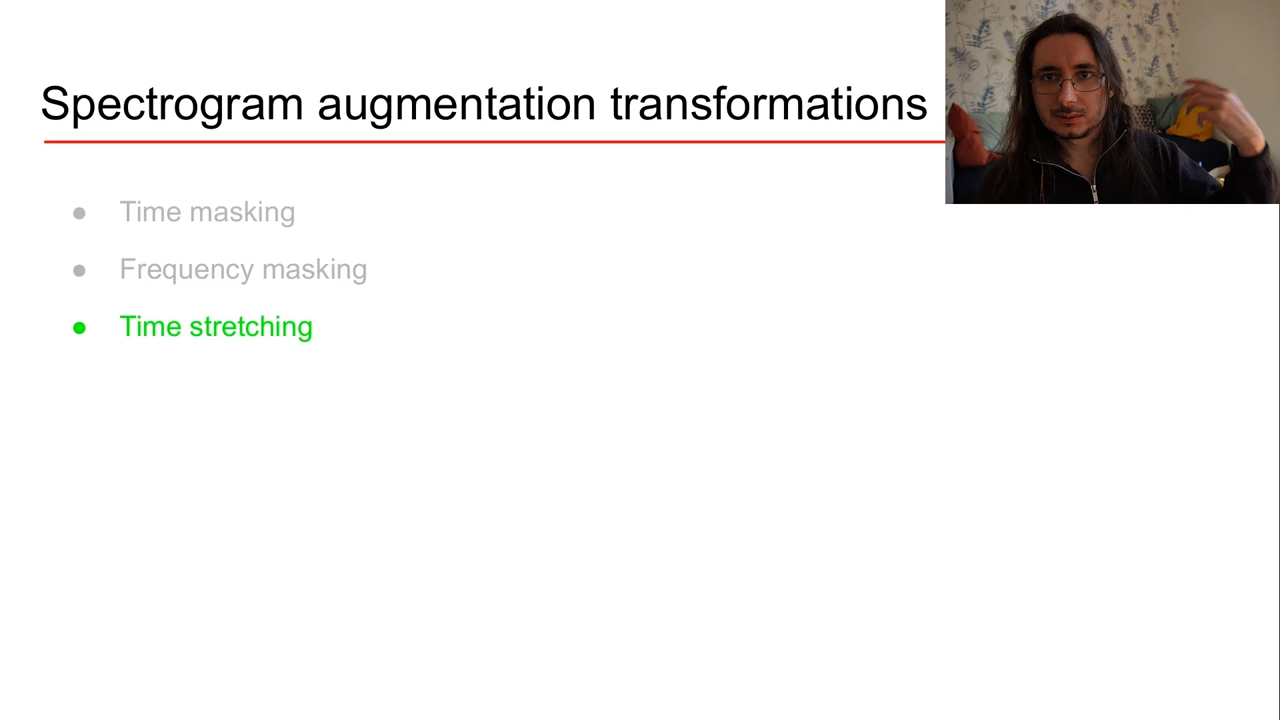 Spectrogram augmentation transformations
● Time masking
● Frequency masking
● Time stretching